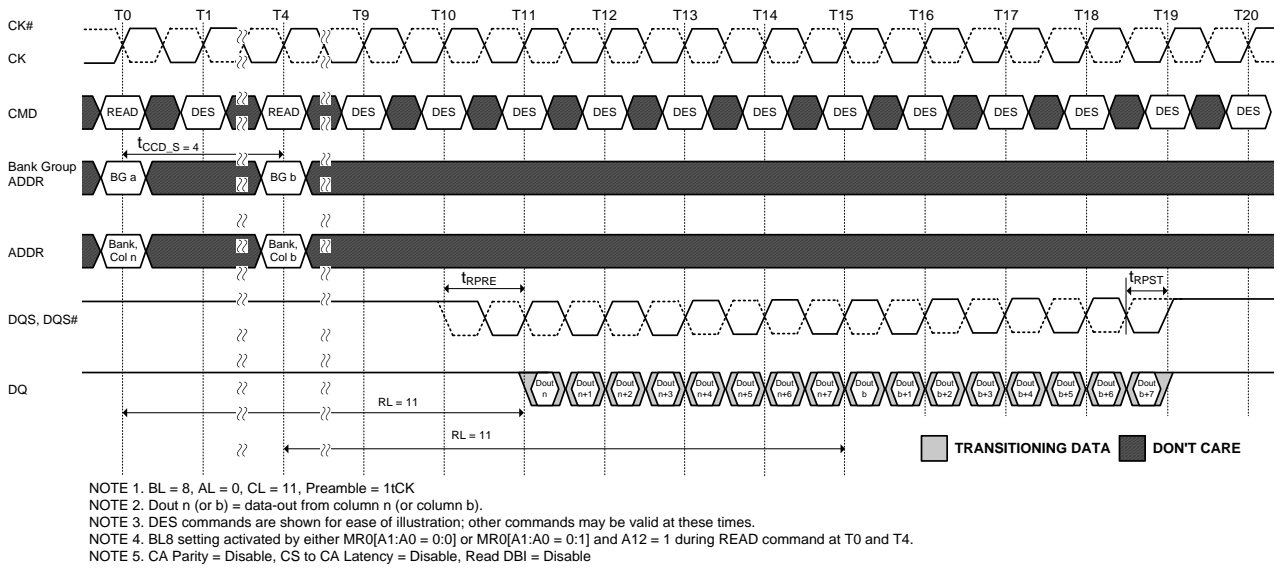 T0 T1 T4 T9 T10 T11 T12 T13 T14 T15 T16 T17 T18 T19 T20
CK#
CK
CMD READ DES READ DES DES DES DES DES DES DES DES DES DES DES DES
tCCD_S = 4
Bank Group
ADDR
BG a BG b
ADDR
Bank, Bank,
Col n Col b
tRPRE tRPST
DQS, DQS#
DQ
Dout Dout Dout Dout Dout Dout Dout Dout Dout Dout Dout Dout Dout Dout Dout Dout
n n+1 n+2 n+3 n+4 n+5 n+6 n+7 b b+1 b+2 b+3 b+4 b+5 b+6 b+7
RL = 11
RL = 11
TRANSITIONING DATA DON'T CARE
NOTE 1. BL = 8, AL = 0, CL = 11, Preamble = 1tCK
NOTE 2. Dout n (or b) = data-out from column n (or column b).
NOTE 3. DES commands are shown for ease of illustration; other commands may be valid at these times.
NOTE 4. BL8 setting activated by either MR0[A1:A0 = 0:0] or MR0[A1:A0 = 0:1] and A12 = 1 during READ command at T0 and T4.
NOTE 5. CA Parity = Disable, CS to CA Latency = Disable, Read DBI = Disable